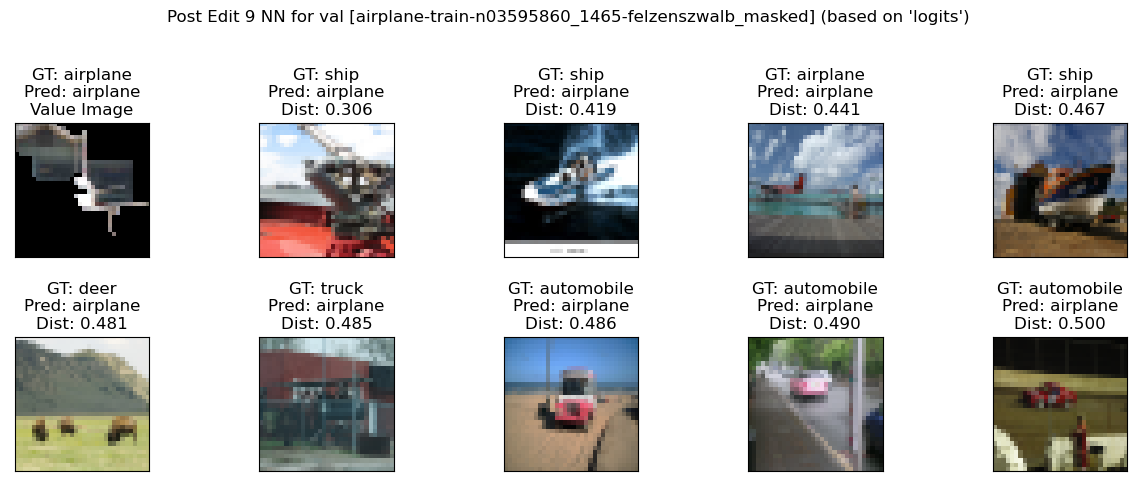 Post Edit 9 NN for val [airplane-train-n03595860_1465-felzenszwalb_masked] (based on 'logits')
GT: airplane
Pred: airplane
Value Image
GT: ship
Pred: airplane
Dist: 0.306
GT: ship
Pred: airplane
Dist: 0.419
GT: airplane
Pred: airplane
Dist: 0.441
GT: ship
Pred: airplane
Dist: 0.467
GT: deer
Pred: airplane
Dist: 0.481
GT: truck
Pred: airplane
Dist: 0.485
GT: automobile
Pred: airplane
Dist: 0.486
GT: automobile
Pred: airplane
Dist: 0.490
GT: automobile
Pred: airplane
Dist: 0.500